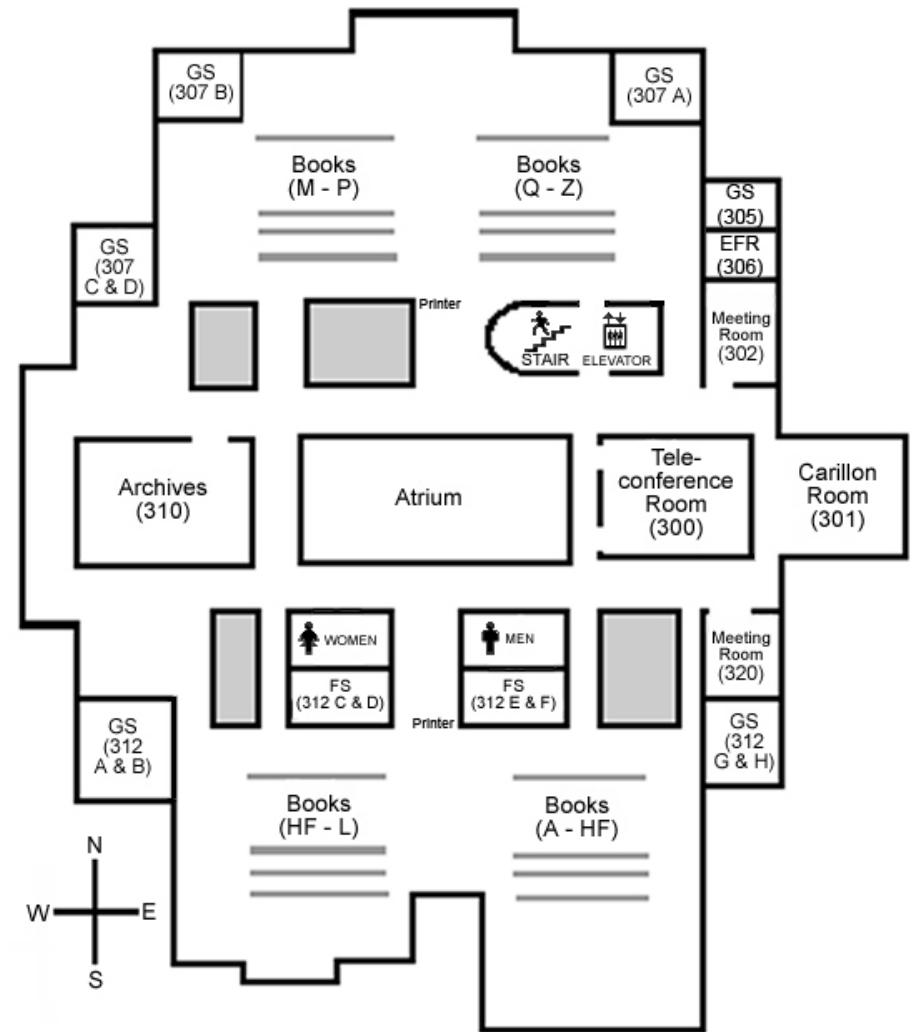 GS
(307 B)
GS
(307 A)
Books
(M - P)
Books
(Q - Z)
GS
(305)
EFR
(306)
GS
(307
C & D)
Printer
STAIR
ELEVATOR
Meeting
Room
(302)
Archives
(310)
Atrium
Tele-
conference
Room
(300)
Carillon
Room
(301)
WOMEN
MEN
Meeting
Room
(320)
FS
(312 C & D)
FS
(312 E & F)
Printer
GS
(312
A & B)
GS
(312
G & H)
Books
(HF - L)
Books
(A - HF)
N
W
E
S